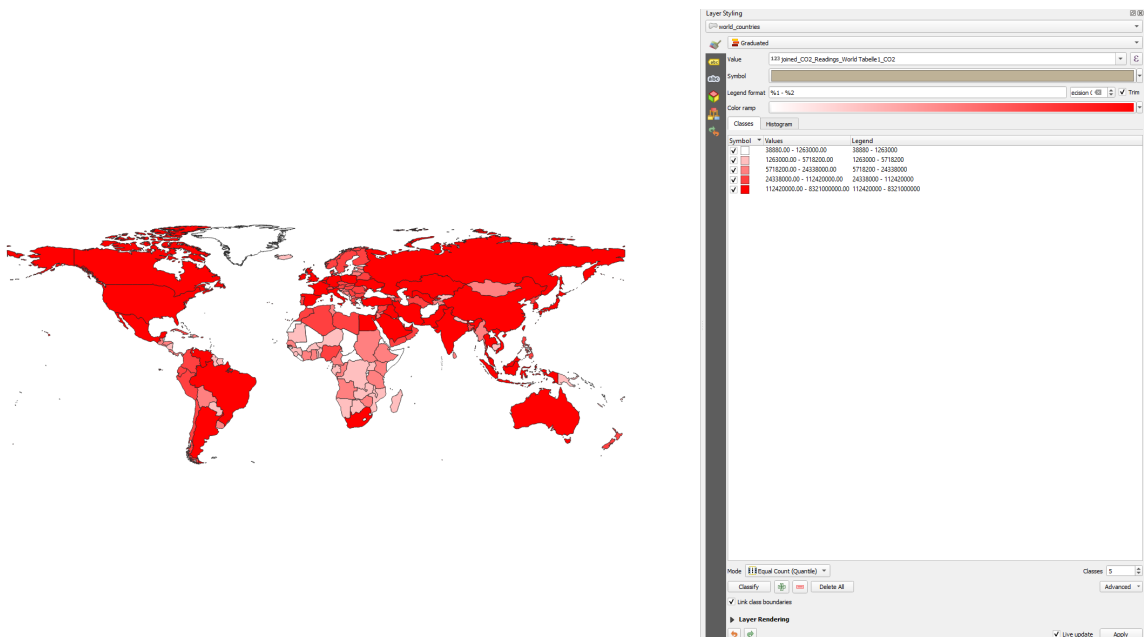 Layer Styling
world_countries
Graduated
Value 123 joined_CO2_Readings_World Tabelle1_CO2 ε
Symbol
Legend format %1 - %2 ecision ( Trim
Color ramp
Classes Histogram
Symbol Values Legend
38880.00 - 1263000.00 38880 - 1263000
1263000.00 - 5718200.00 1263000 - 5718200
5718200.00 - 24338000.00 5718200 - 24338000
24338000.00 - 112420000.00 24338000 - 112420000
112420000.00 - 8321000000.00 112420000 - 8321000000
Mode Equal Count (Quantile) Classes 5
Classify Delete All Advanced
Link class boundaries
Layer Rendering
Live update Apply